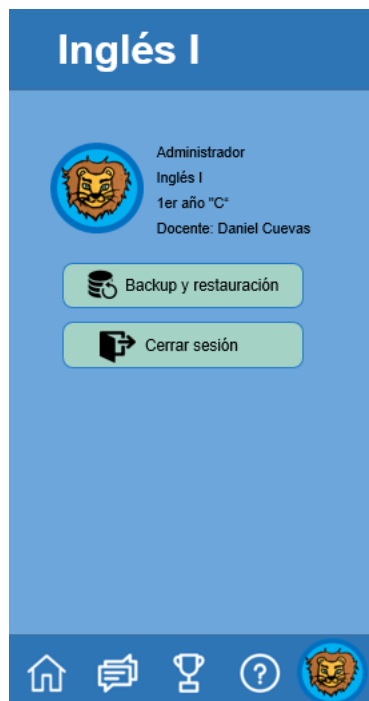 Inglés I
Administrador
Inglés I
1er año "C"
Docente: Daniel Cuevas
Backup y restauración
Cerrar sesión
?